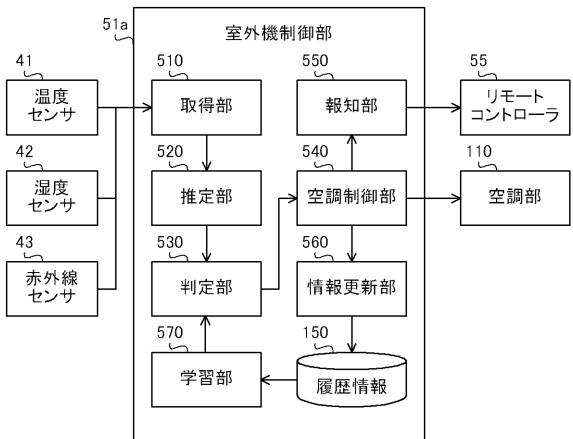 51a
室外機制御部
41
温度
センサ
510
取得部
550
報知部
55
リモート
コントローラ
42
湿度
センサ
520
推定部
540
空調制御部
110
空調部
43
赤外線
センサ
530
判定部
560
情報更新部
570
学習部
150
履歴情報